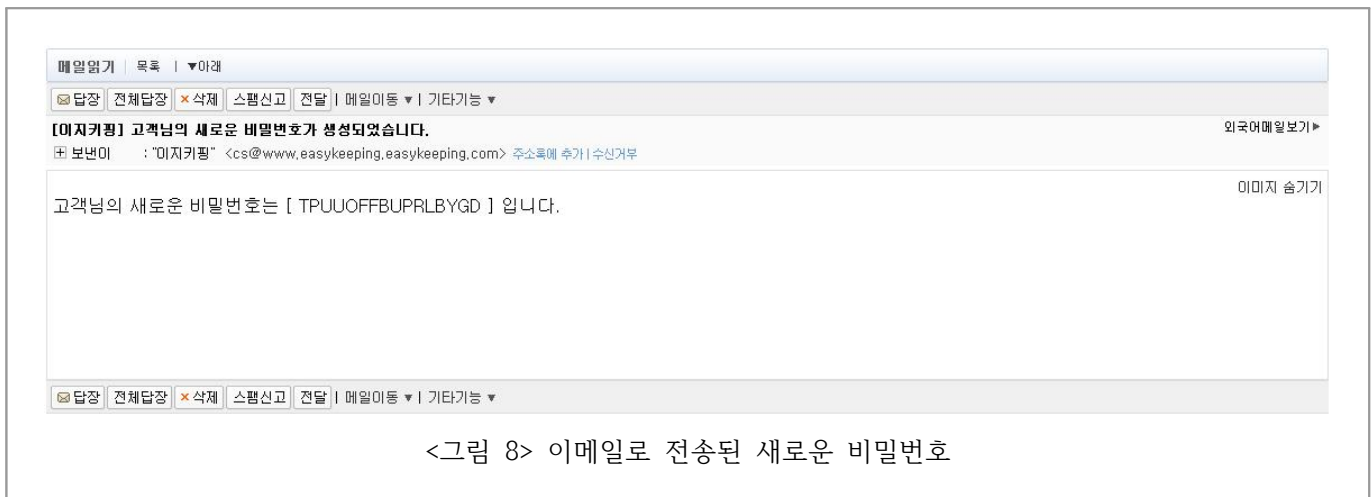 메일읽기 | 목록 | ▼아래
답장 전체답장 ×삭제 스팸신고 전달 | 메일이동 ▼ | 기타기능 ▼
[이지키핑] 고객님의 새로운 비밀번호가 생성되었습니다. 외국어메일보기▶
보낸이 : "이지키핑" <cs@www.easykeeping.easykeeping.com> 주소록에 추가 | 수신거부
이미지 숨기기
고객님의 새로운 비밀번호는 [ TPUUOFFBUPRLBYGD ] 입니다.
답장 전체답장 ×삭제 스팸신고 전달 | 메일이동 ▼ | 기타기능 ▼
<그림 8> 이메일로 전송된 새로운 비밀번호